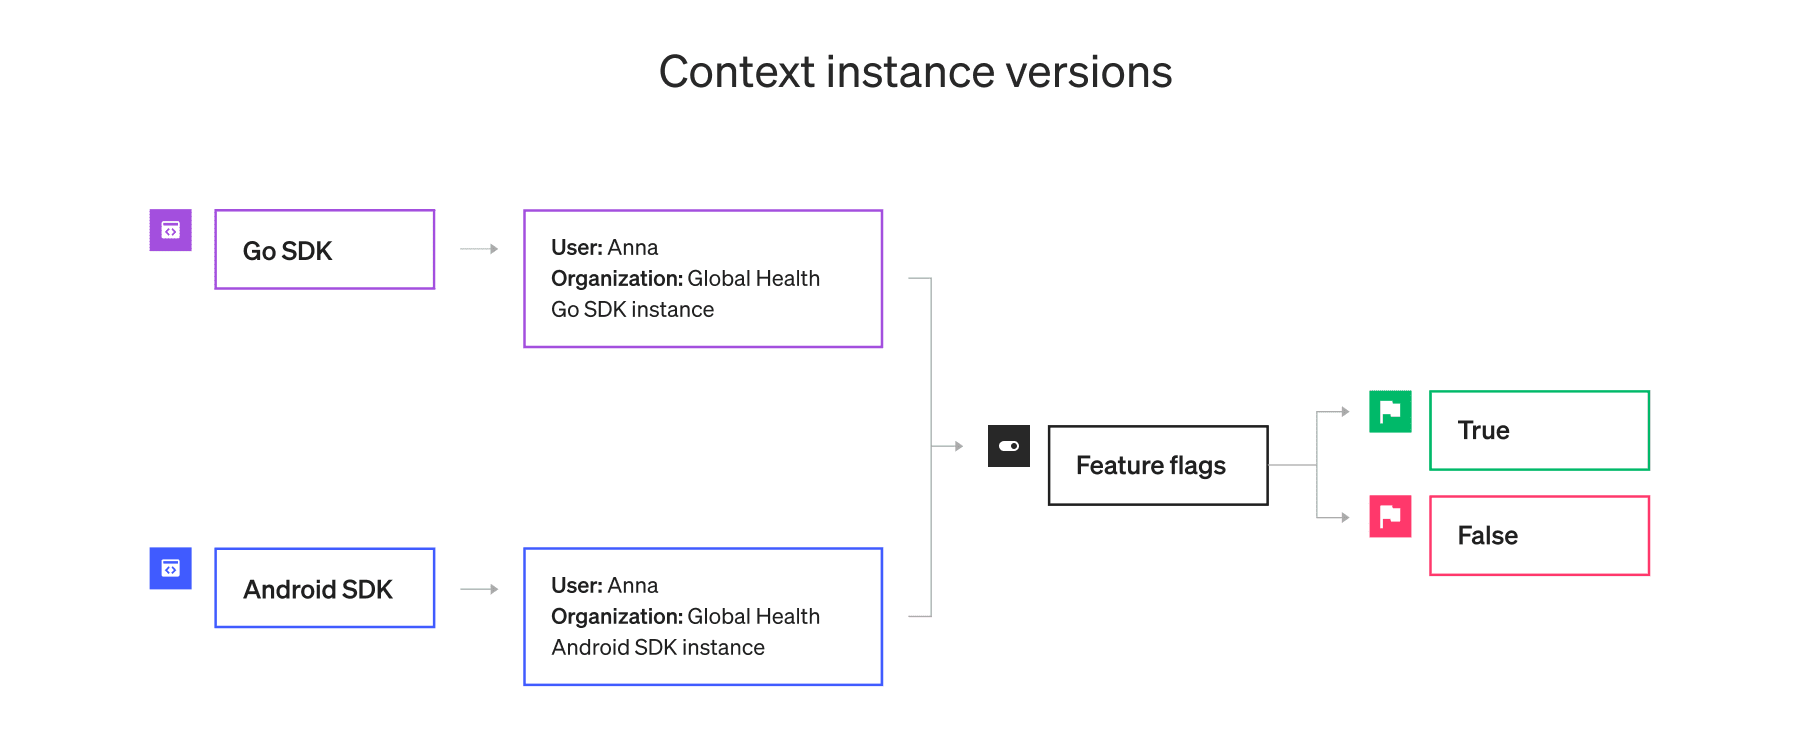 Context instance versions
Go SDK
User: Anna
Organization: Global Health
Go SDK instance
Android SDK
User: Anna
Organization: Global Health
Android SDK instance
Feature flags
True
False